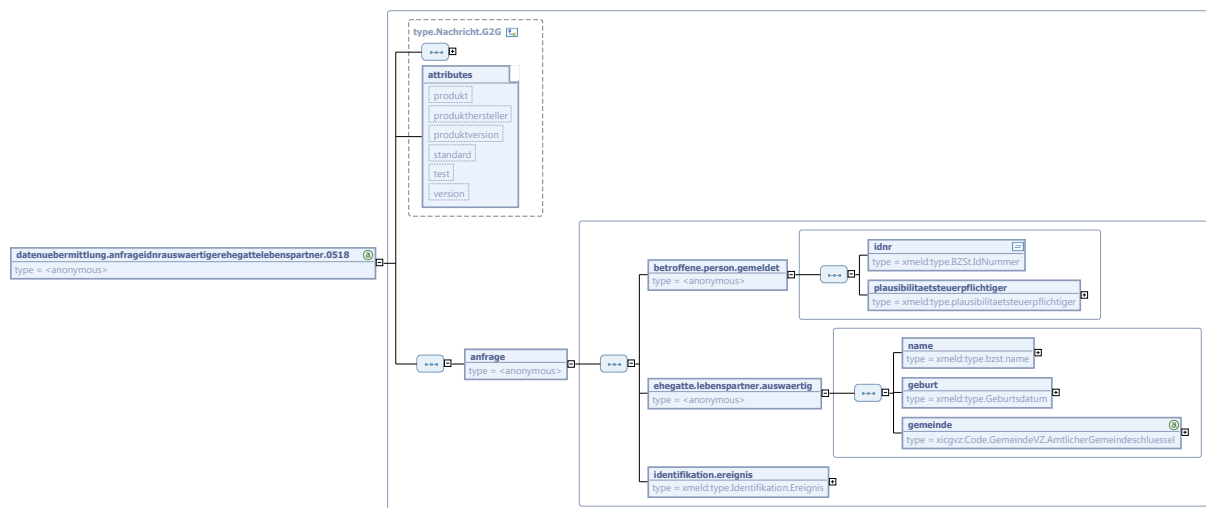 type.Nachricht.G2G
attributes
produkt
produkthersteller
produktversion
standard
test
version
datenuebermittlung.anfrageidnrauswaertigerehegattelebenspartner.0518
type = <anonymous>
anfrage
type = <anonymous>
betroffene.person.gemeldet
type = <anonymous>
idnr
type = xmeld:type.BZSt.IdNummer
plausibilitaetsteuerpflichtiger
type = xmeld:type.plausibilitaetsteuerpflichtiger
ehegatte.lebenspartner.auswaertig
type = <anonymous>
name
type = xmeld:type.bzst.name
geburt
type = xmeld:type.Geburtsdatum
gemeinde
type = xicgvz:Code.GemeindeVZ.AmtlicherGemeindeschluessel
identifikation.ereignis
type = xmeld:type.Identifikation.Ereignis